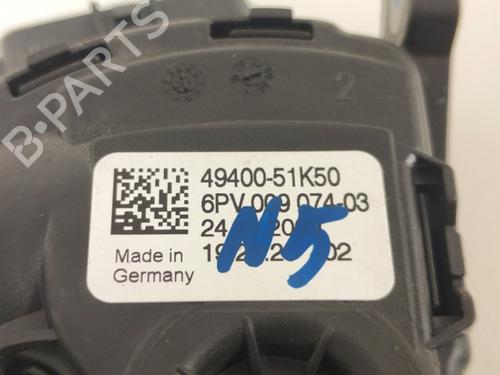 B-PARTS
2
49400-51K50
6PV 009 074-03
Made in
Germany
N5